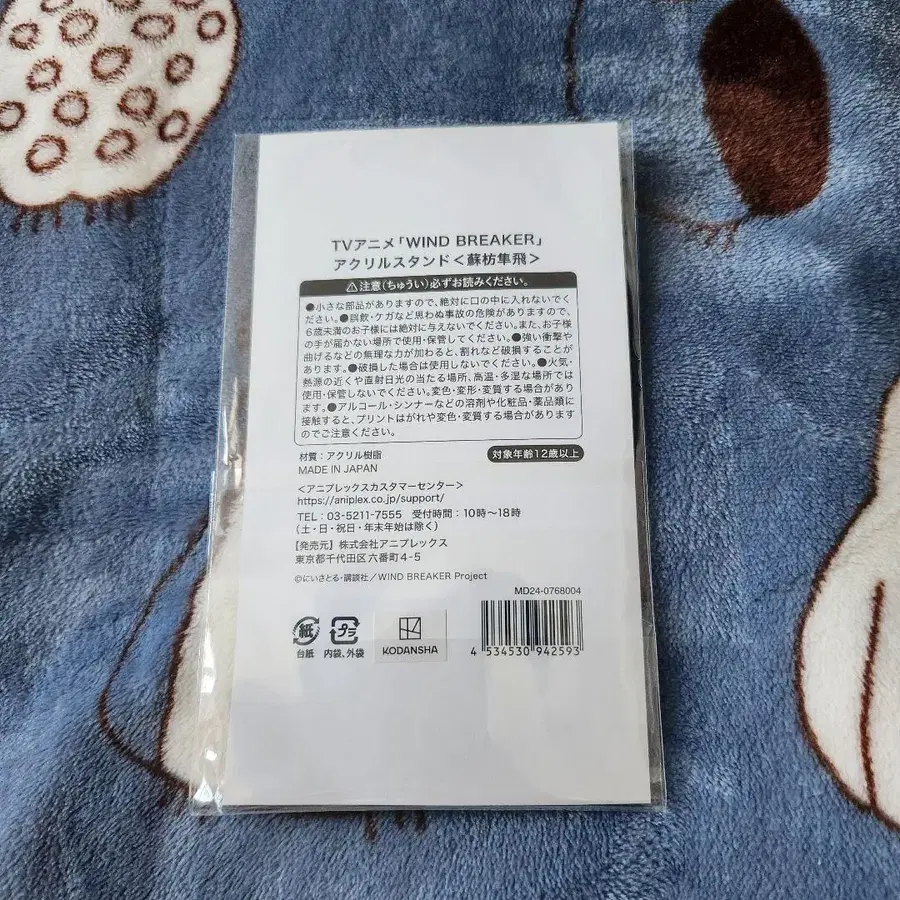 TVアニメ「WIND BREAKER」
アクリルスタンド＜蘇枋隼飛＞
⚠注意（ちゅうい）必ずお読みください。
●小さな部品がありますので、絶対に口の中に入れないでく
ださい。●誤飲・ケガなど思わぬ事故の危険がありますので、
6歳未満のお子様には絶対に与えないでください。また、お子様
の手が届かない場所で使用・保管してください。●強い衝撃や
曲げるなどの無理な力が加わると、割れなど破損することが
あります。●破損した場合は使用しないでください。●火気・
熱源の近くや直射日光の当たる場所、高温・多湿な場所では
使用・保管しないでください。変色・変形・変質する場合があり
ます。●アルコール・シンナーなどの溶剤や化粧品・薬品類に
接触すると、プリントはがれや変色・変質する場合があります
のでご注意ください。
材質：アクリル樹脂
対象年齢12歳以上
MADE IN JAPAN
＜アニプレックスカスタマーセンター＞
https://aniplex.co.jp/support/
TEL：03-5211-7555 受付時間：10時～18時
（土・日・祝日・年末年始は除く）
【発売元】株式会社アニプレックス
東京都千代田区六番町4-5
©にいさとる・講談社／WIND BREAKER Project
MD24-0768004
紙
プラ
台紙
内袋、外袋
KODANSHA
4 534530 942593